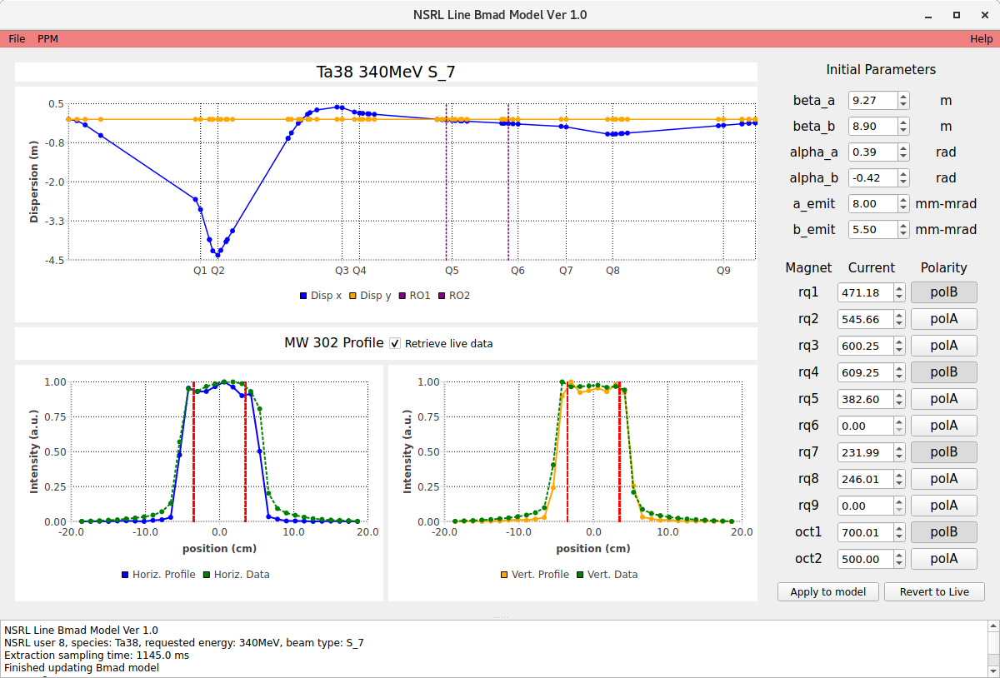 NSRL Line Bmad Model Ver 1.0
File PPM Help
Ta38 340MeV S_7
Dispersion (m)
0.5
-0.8
-2.0
-3.3
-4.5
Q1 Q2 Q3 Q4 Q5 Q6 Q7 Q8 Q9
Disp x Disp y RO1 RO2
MW 302 Profile Retrieve live data
Intensity (a.u.)
1.00
0.75
0.50
0.25
0.00
-20.0 -10.0 0.0 10.0 20.0
position (cm)
Horiz. Profile Horiz. Data
Intensity (a.u.)
1.00
0.75
0.50
0.25
0.00
-20.0 -10.0 0.0 10.0 20.0
position (cm)
Vert. Profile Vert. Data
Initial Parameters
beta_a 9.27 m
beta_b 8.90 m
alpha_a 0.39 rad
alpha_b -0.42 rad
a_emit 8.00 mm-mrad
b_emit 5.50 mm-mrad
Magnet Current Polarity
rq1 471.18 polB
rq2 545.66 polA
rq3 600.25 polA
rq4 609.25 polB
rq5 382.60 polA
rq6 0.00 polA
rq7 231.99 polB
rq8 246.01 polA
rq9 0.00 polA
oct1 700.01 polB
oct2 500.00 polA
Apply to model Revert to Live
NSRL Line Bmad Model Ver 1.0
NSRL user 8, species: Ta38, requested energy: 340MeV, beam type: S_7
Extraction sampling time: 1145.0 ms
Finished updating Bmad model